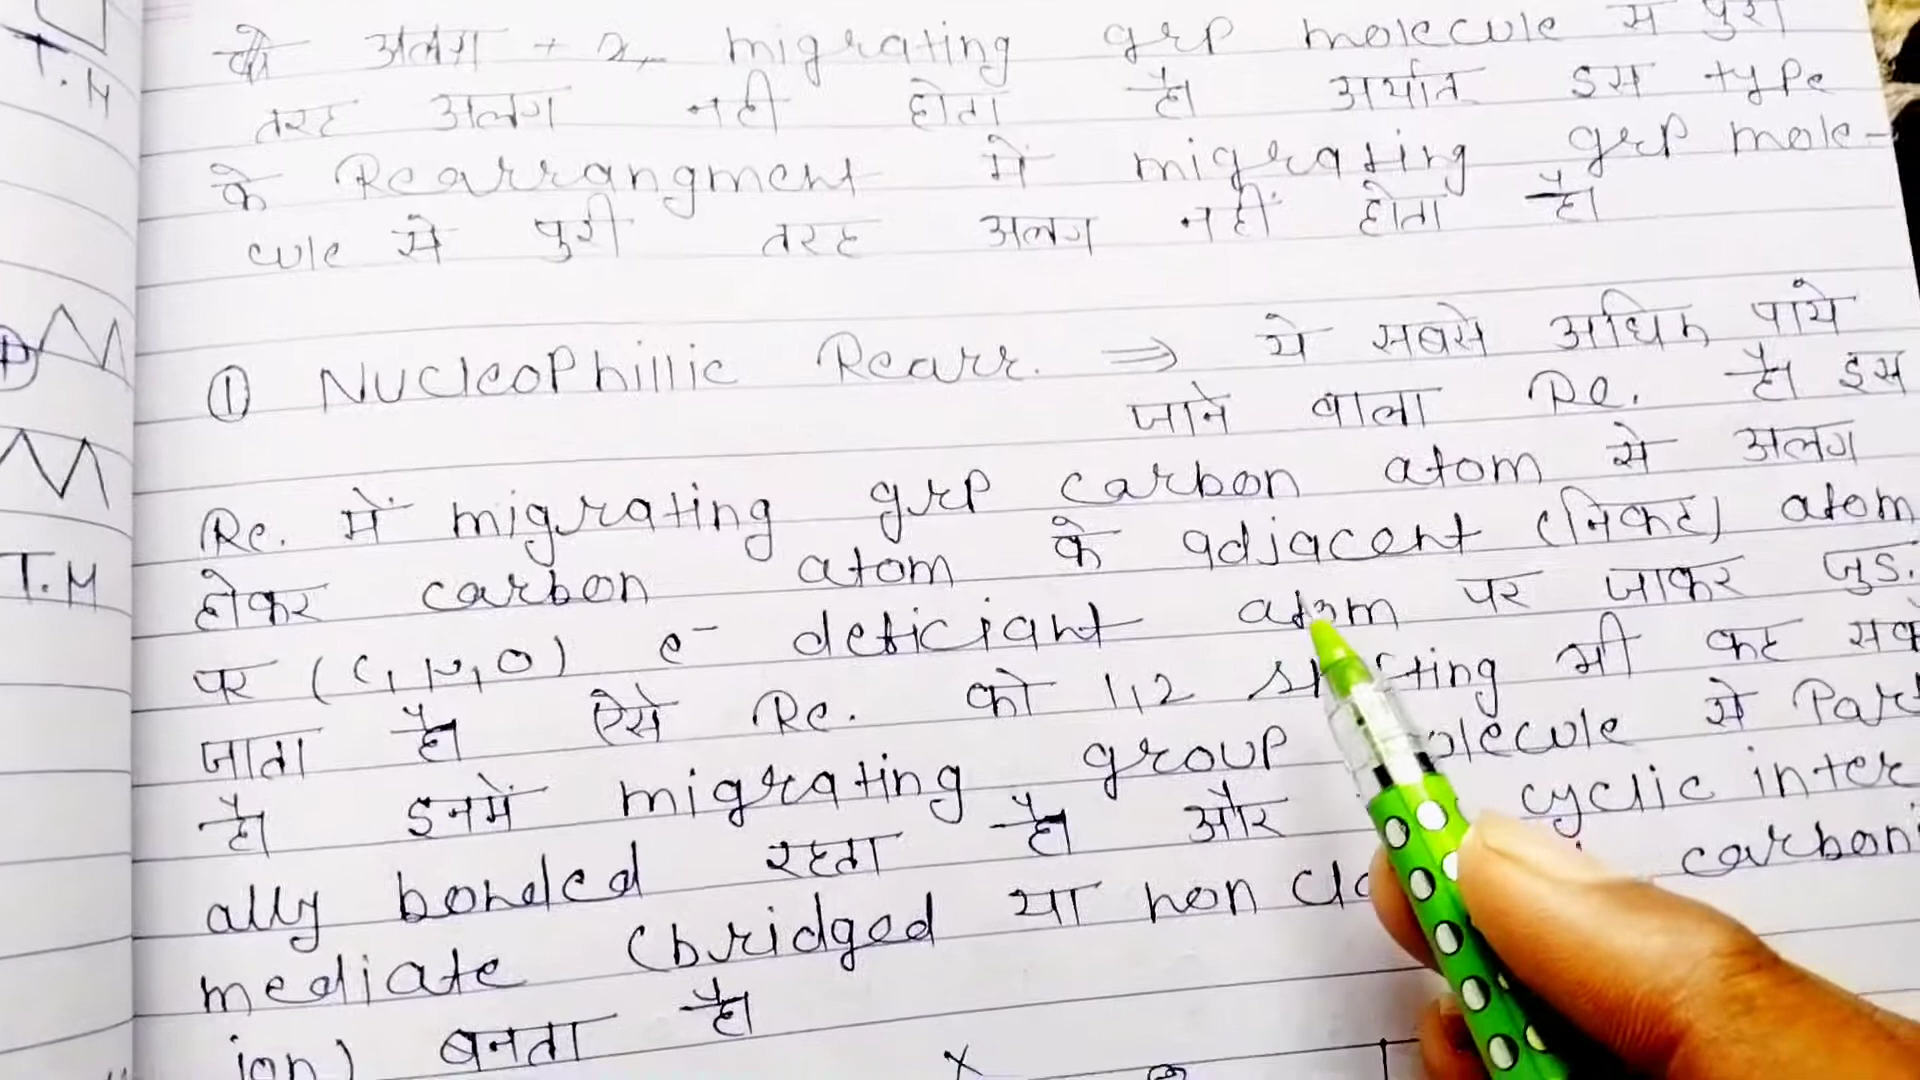 T.M
को अलग migrating grp molecule से पुरी
तरह अलग नही होता है। अर्थात इस type
के Rearrangment में migrating grp mole-
cule से पुरी तरह अलग नहीं होता है।
① Nucleophillic Rearr. ⇒ ये सबसे अधिक पाये
जाने वाला Re. है। इस
Re. में migrating grp carbon atom से अलग
होकर carbon atom के adjacent (निकट) atom
T.M
पर (C, N, O) e⁻ deficiant atom पर जाकर जुड.
जाता है। ऐसे Re. को 1,2 shifting भी कह सक
है। इनमें migrating group molecule से Part
ally bonded रहता है। और cyclic inter
mediate (bridged या non carboni
ion) बनता है।
X